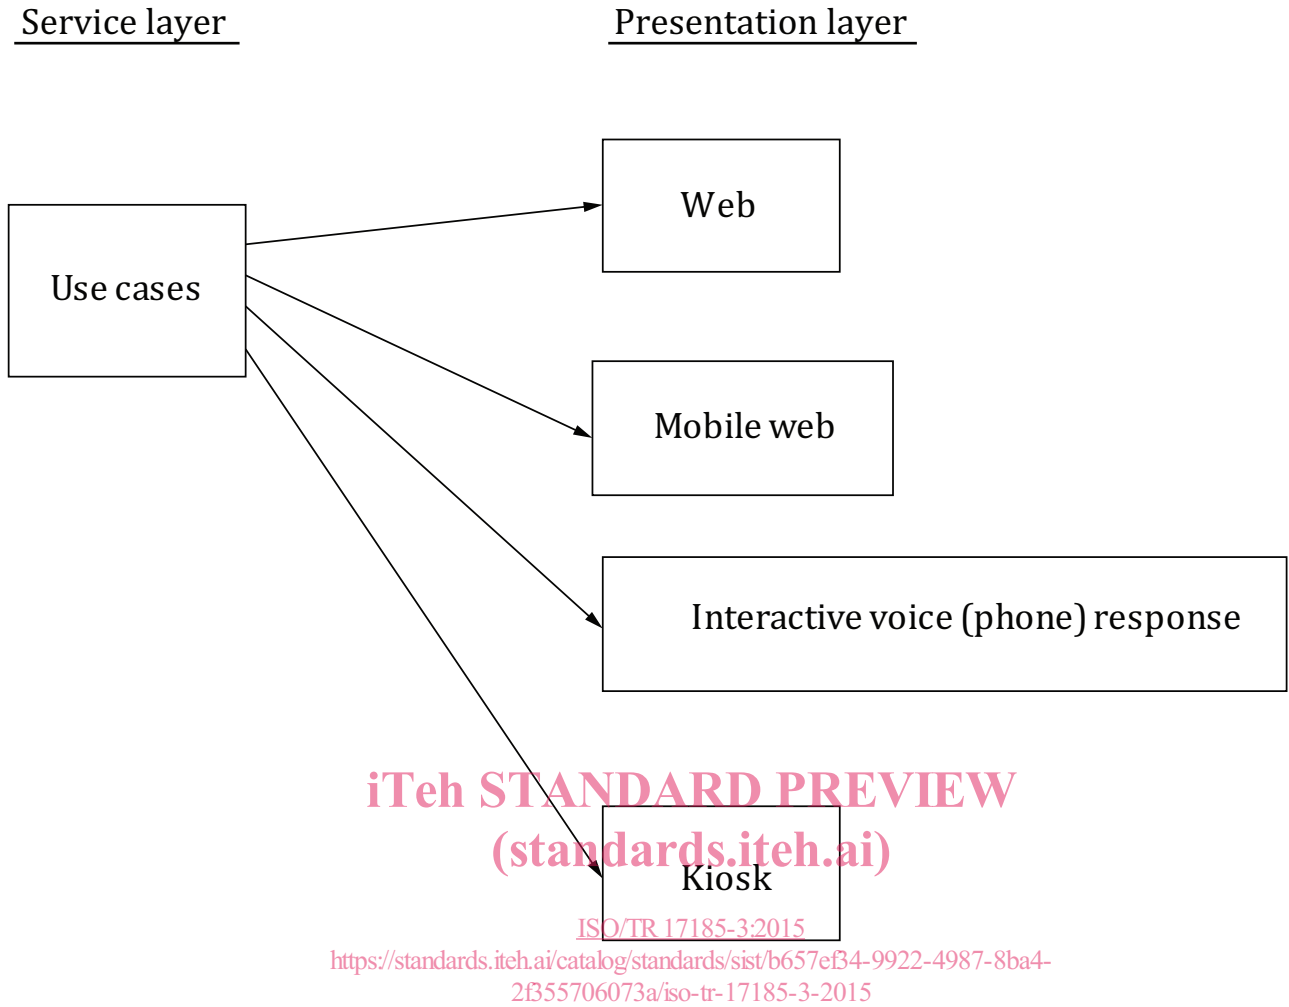 Service layer
Presentation layer
Web
Use cases
Mobile web
Interactive voice (phone) response
iTeh STANDARD PREVIEW
(standards.iteh.ai)
Kiosk
ISO/TR 17185-3:2015
https://standards.iteh.ai/catalog/standards/sist/b657ef34-9922-4987-8ba4-
2f355706073a/iso-tr-17185-3-2015